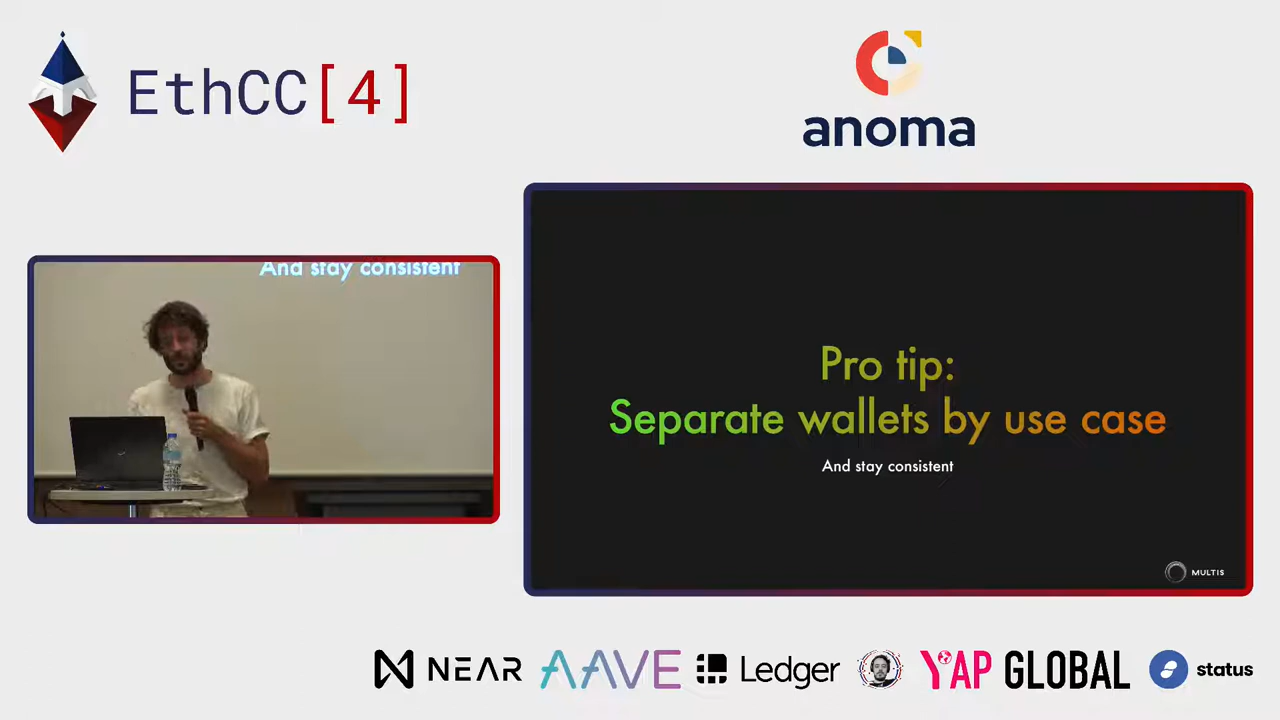 EthCC[4]
anoma
And stay consistent
Pro tip:
Separate wallets by use case
And stay consistent
MULTIS
NEAR
AAVE
Ledger
YAP GLOBAL
status